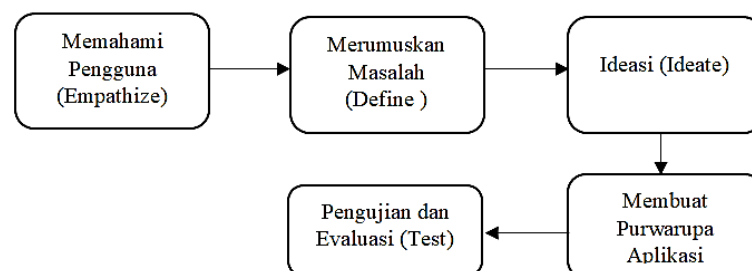 Memahami
Pengguna
(Empathize)
Merumuskan
Masalah
(Define )
Ideasi (Ideate)
Membuat
Purwarupa
Aplikasi
Pengujian dan
Evaluasi (Test)